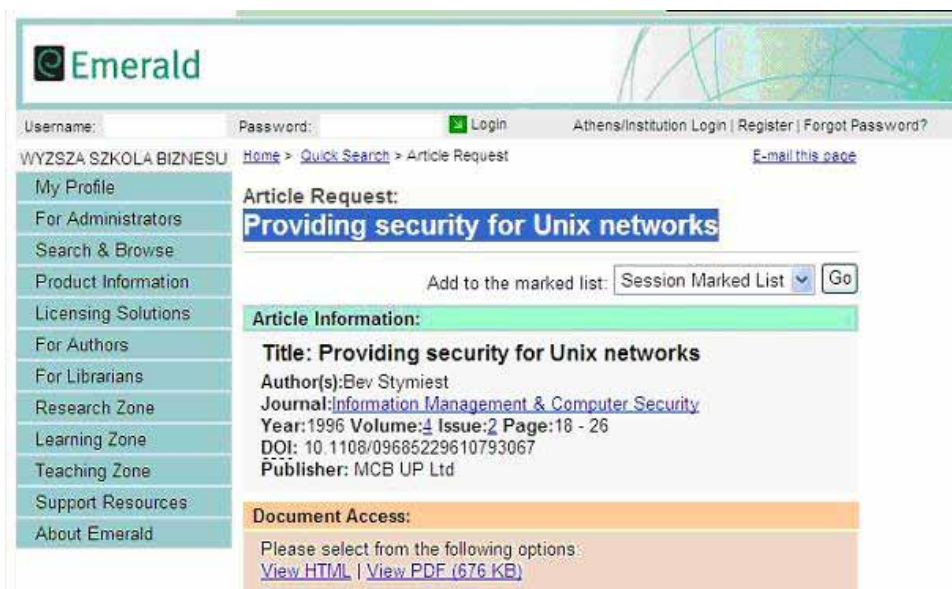 Emerald
Username: Password: Login Athens/Institution Login | Register | Forgot Password?
WYZSZA SZKOLA BIZNESU
Home > Quick Search > Article Request E-mail this page
My Profile
For Administrators
Search & Browse
Product Information
Licensing Solutions
For Authors
For Librarians
Research Zone
Learning Zone
Teaching Zone
Support Resources
About Emerald
Article Request:
Providing security for Unix networks
Add to the marked list: Session Marked List Go
Article Information:
Title: Providing security for Unix networks
Author(s):Bev Stymiest
Journal:Information Management & Computer Security
Year:1996 Volume:4 Issue:2 Page:18 - 26
DOI: 10.1108/09685229610793067
Publisher: MCB UP Ltd
Document Access:
Please select from the following options:
View HTML | View PDF (676 KB)